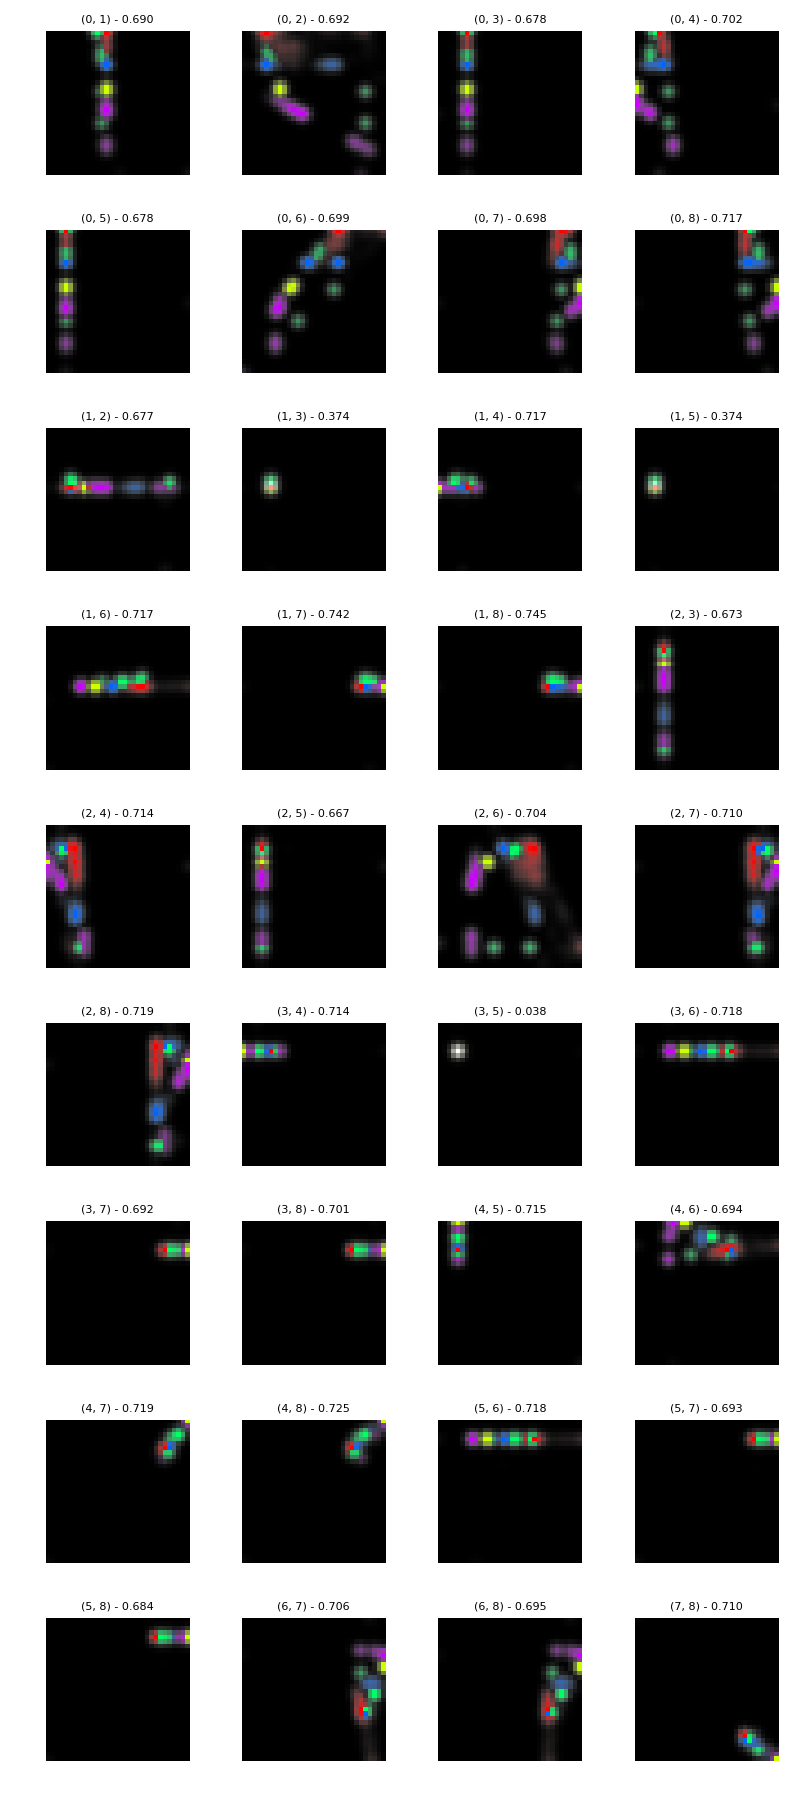 (0, 1) - 0.690 (0, 2) - 0.692 (0, 3) - 0.678 (0, 4) - 0.702
(0, 5) - 0.678 (0, 6) - 0.699 (0, 7) - 0.698 (0, 8) - 0.717
(1, 2) - 0.677 (1, 3) - 0.374 (1, 4) - 0.717 (1, 5) - 0.374
(1, 6) - 0.717 (1, 7) - 0.742 (1, 8) - 0.745 (2, 3) - 0.673
(2, 4) - 0.714 (2, 5) - 0.667 (2, 6) - 0.704 (2, 7) - 0.710
(2, 8) - 0.719 (3, 4) - 0.714 (3, 5) - 0.038 (3, 6) - 0.718
(3, 7) - 0.692 (3, 8) - 0.701 (4, 5) - 0.715 (4, 6) - 0.694
(4, 7) - 0.719 (4, 8) - 0.725 (5, 6) - 0.718 (5, 7) - 0.693
(5, 8) - 0.684 (6, 7) - 0.706 (6, 8) - 0.695 (7, 8) - 0.710